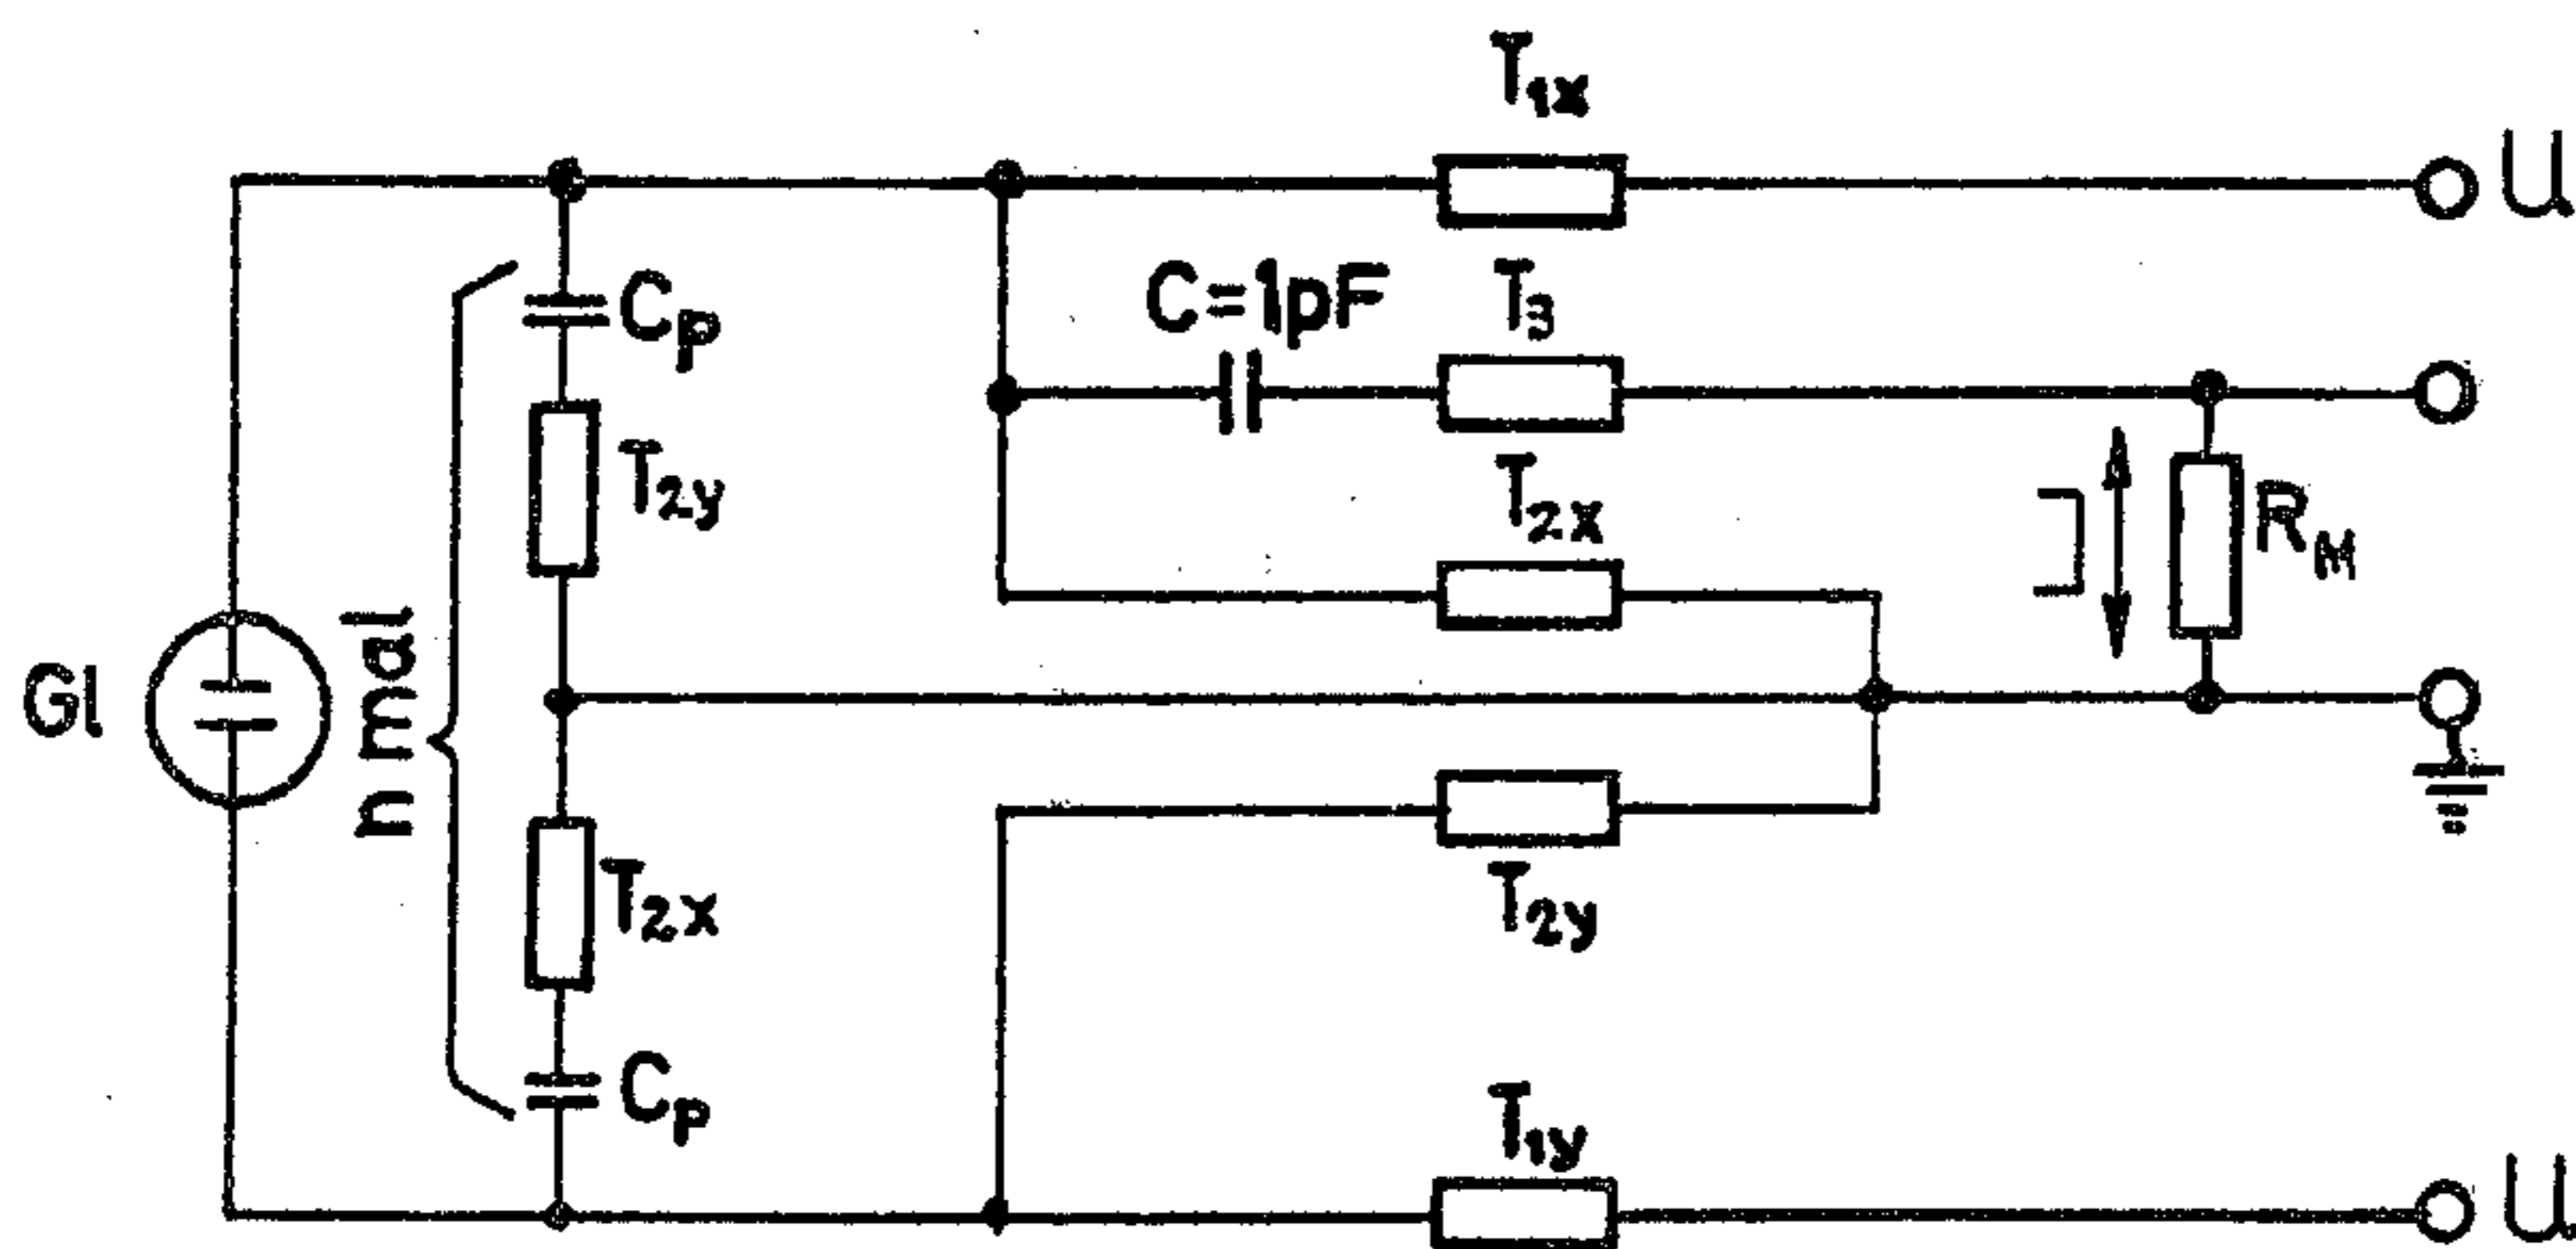 T1x
U
Cp
C=1pF
T3
T2y
T2x
RM
Gl
n mal
T2x
T2y
Cp
T1y
U